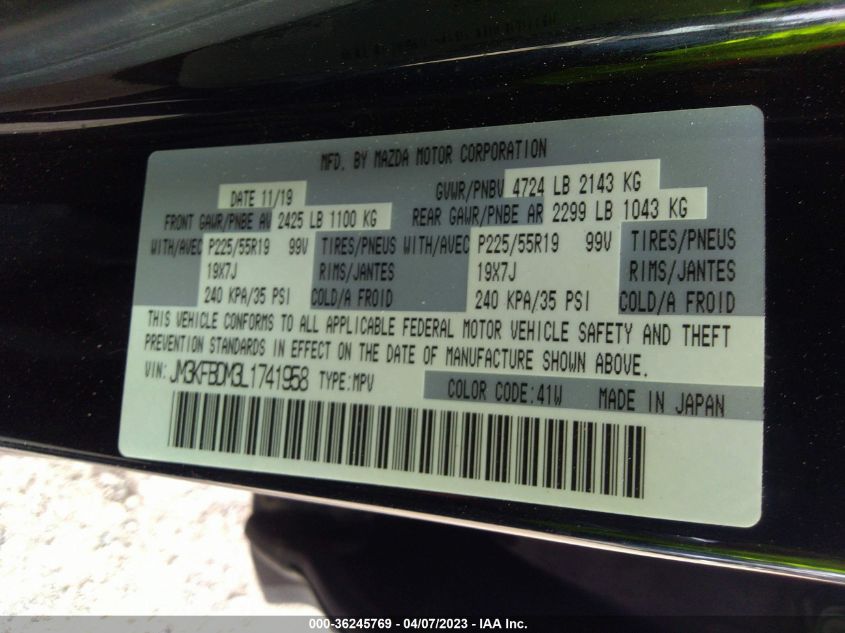 MFD. BY MAZDA MOTOR CORPORATION
DATE 11/19 GVWR/PNBV 4724 LB 2143 KG
FRONT GAWR/PNBE AV 2425 LB 1100 KG REAR GAWR/PNBE AR 2299 LB 1043 KG
WITH/AVEC P225/55R19 99V TIRES/PNEUS WITH/AVEC P225/55R19 99V TIRES/PNEUS
19X7J RIMS/JANTES 19X7J RIMS/JANTES
240 KPA/35 PSI COLD/A FROID 240 KPA/35 PSI COLD/A FROID
THIS VEHICLE CONFORMS TO ALL APPLICABLE FEDERAL MOTOR VEHICLE SAFETY AND THEFT
PREVENTION STANDARDS IN EFFECT ON THE DATE OF MANUFACTURE SHOWN ABOVE.
VIN: JM3KFBDM3L1741958 TYPE:MPV COLOR CODE:41W MADE IN JAPAN
000-36245769 - 04/07/2023 - IAA Inc.